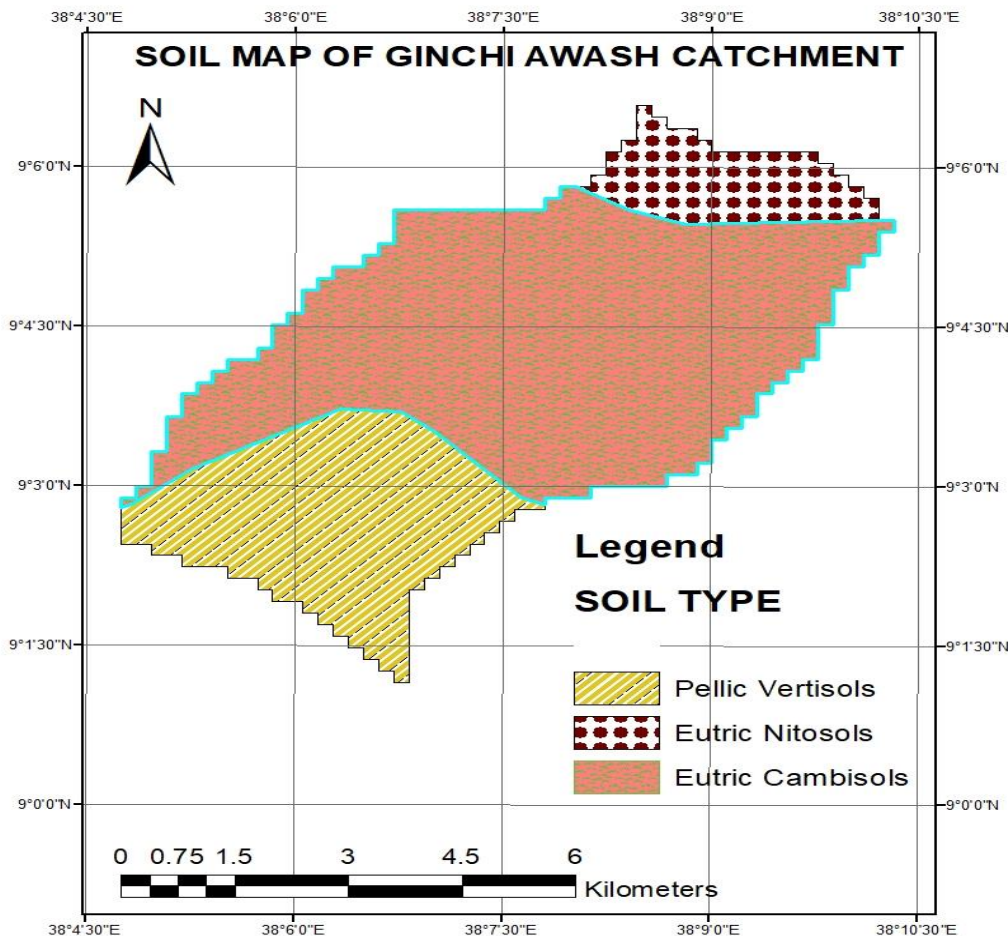 38°4'30"E 38°6'0"E 38°7'30"E 38°9'0"E 38°10'30"E
SOIL MAP OF GINCHI AWASH CATCHMENT
N
9°6'0"N 9°6'0"N
9°4'30"N 9°4'30"N
9°3'0"N 9°3'0"N
Legend
SOIL TYPE
9°1'30"N 9°1'30"N
Pellic Vertisols
Eutric Nitosols
Eutric Cambisols
9°0'0"N 9°0'0"N
0 0.75 1.5 3 4.5 6
Kilometers
38°4'30"E 38°6'0"E 38°7'30"E 38°9'0"E 38°10'30"E